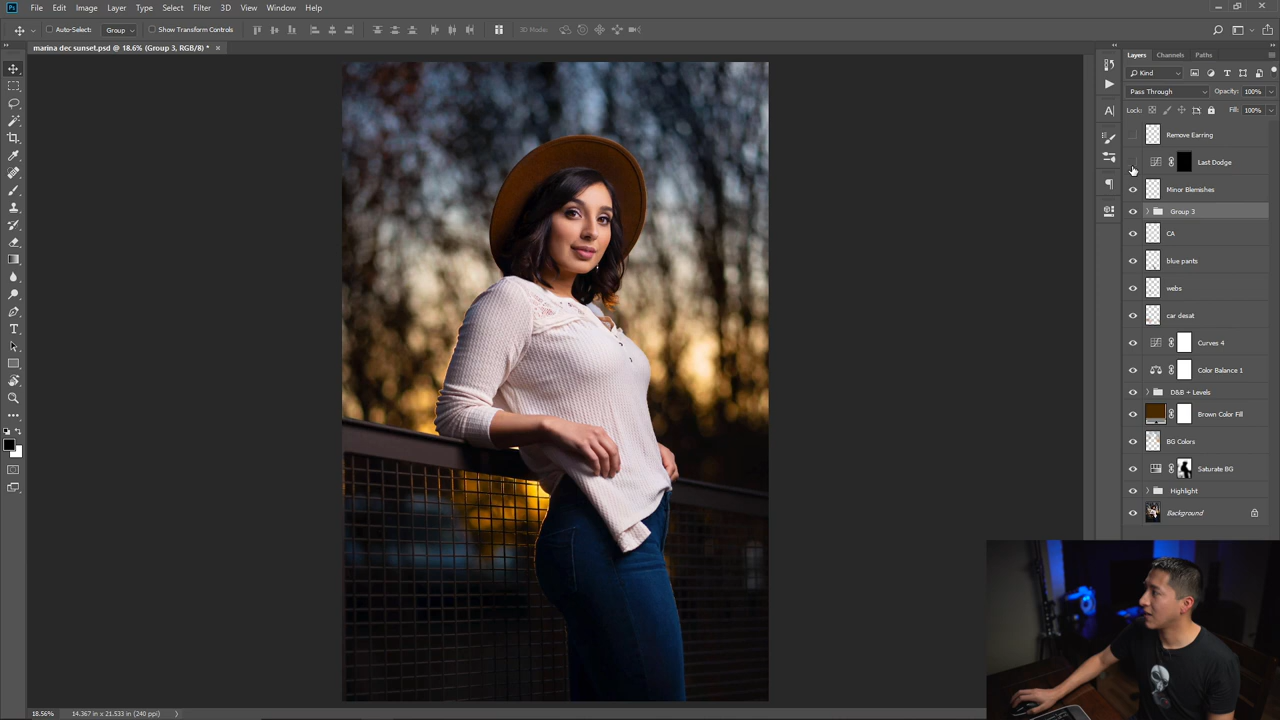 Ps File Edit Image Layer Type Select Filter 3D View Window Help
Auto-Select: Group Show Transform Controls 3D Mode:
marina dec sunset.psd @ 18.6% (Group 3, RGB/8) * ×
Layers Channels Paths
Kind
Pass Through Opacity: 100%
Lock: Fill: 100%
Remove Earring
Last Dodge
Minor Blemishes
Group 3
CA
blue pants
webs
car desat
Curves 4
Color Balance 1
D&B + Levels
Brown Color Fill
BG Colors
Saturate BG
Highlight
Background
18.56% 14.367 in x 21.533 in (240 ppi)